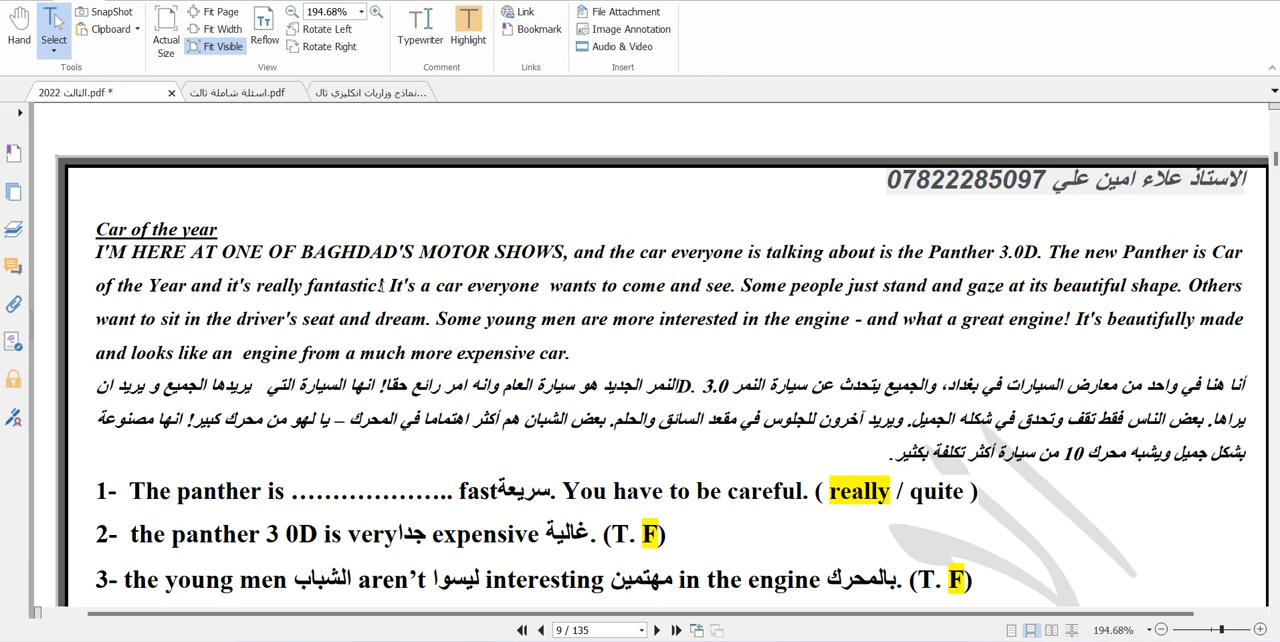 SnapShot
Fit Page
194.68%
Link
File Attachment
Clipboard
Fit Width
Rotate Left
Bookmark
Image Annotation
Hand
Select
Actual Size
Fit Visible
Reflow
Rotate Right
Typewriter
Highlight
Audio & Video
Tools
View
Comment
Links
Insert
الثالث 2022.pdf *
اسئلة شاملة ثالث.pdf
نماذج وزاريات انكليزي ثال...
الاستاذ علاء امين علي 07822285097
Car of the year
I'M HERE AT ONE OF BAGHDAD'S MOTOR SHOWS, and the car everyone is talking about is the Panther 3.0D. The new Panther is Car
of the Year and it's really fantastic! It's a car everyone wants to come and see. Some people just stand and gaze at its beautiful shape. Others
want to sit in the driver's seat and dream. Some young men are more interested in the engine - and what a great engine! It's beautifully made
and looks like an engine from a much more expensive car.
أنا هنا في واحد من معارض السيارات في بغداد، والجميع يتحدث عن سيارة النمر 3.0 .Dالنمر الجديد هو سيارة العام وانه امر رائع حقا! انها السيارة التي يريدها الجميع و يريد ان
يراها. بعض الناس فقط تقف وتحدق في شكله الجميل. ويريد آخرون للجلوس في مقعد السائق والحلم. بعض الشبان هم أكثر اهتماما في المحرك – يا لهو من محرك كبير! انها مصنوعة
بشكل جميل ويشبه محرك 10 من سيارة أكثر تكلفة بكثير.
1- The panther is ………………….. fastسريعة. You have to be careful. ( really / quite )
2- the panther 3 0D is veryجدا expensive غالية. (T. F)
3- the young men الشباب aren't ليسوا interesting مهتمين in the engine بالمحرك. (T. F)
9 / 135
194.68%